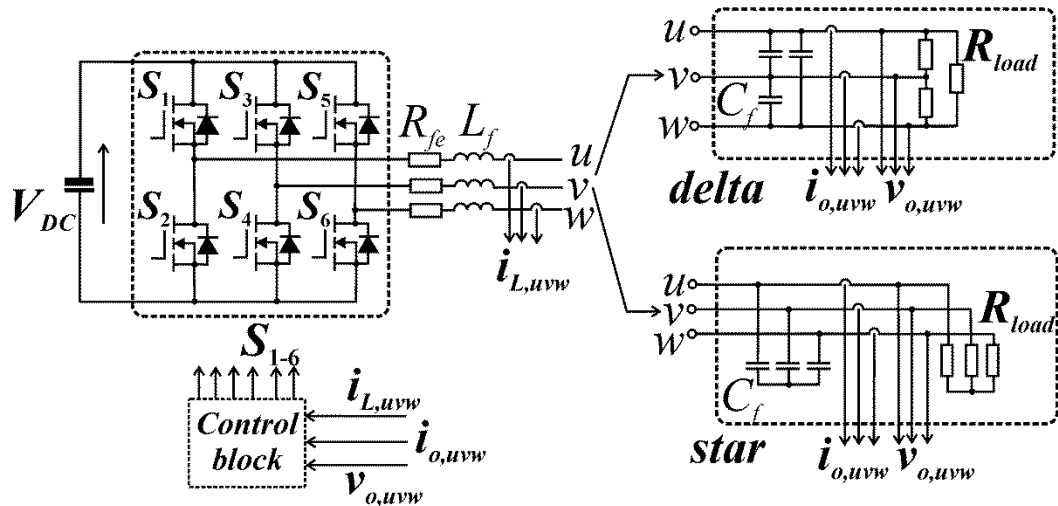 S1 S3 S5
VDC
S2 S4 S6
Rfe Lf
u
v
w
iL,uvw
S1-6
Control
block
iL,uvw
io,uvw
vo,uvw
u
v
w
Cf
Rload
delta
io,uvw vo,uvw
u
v
w
Cf
Rload
star
io,uvw vo,uvw